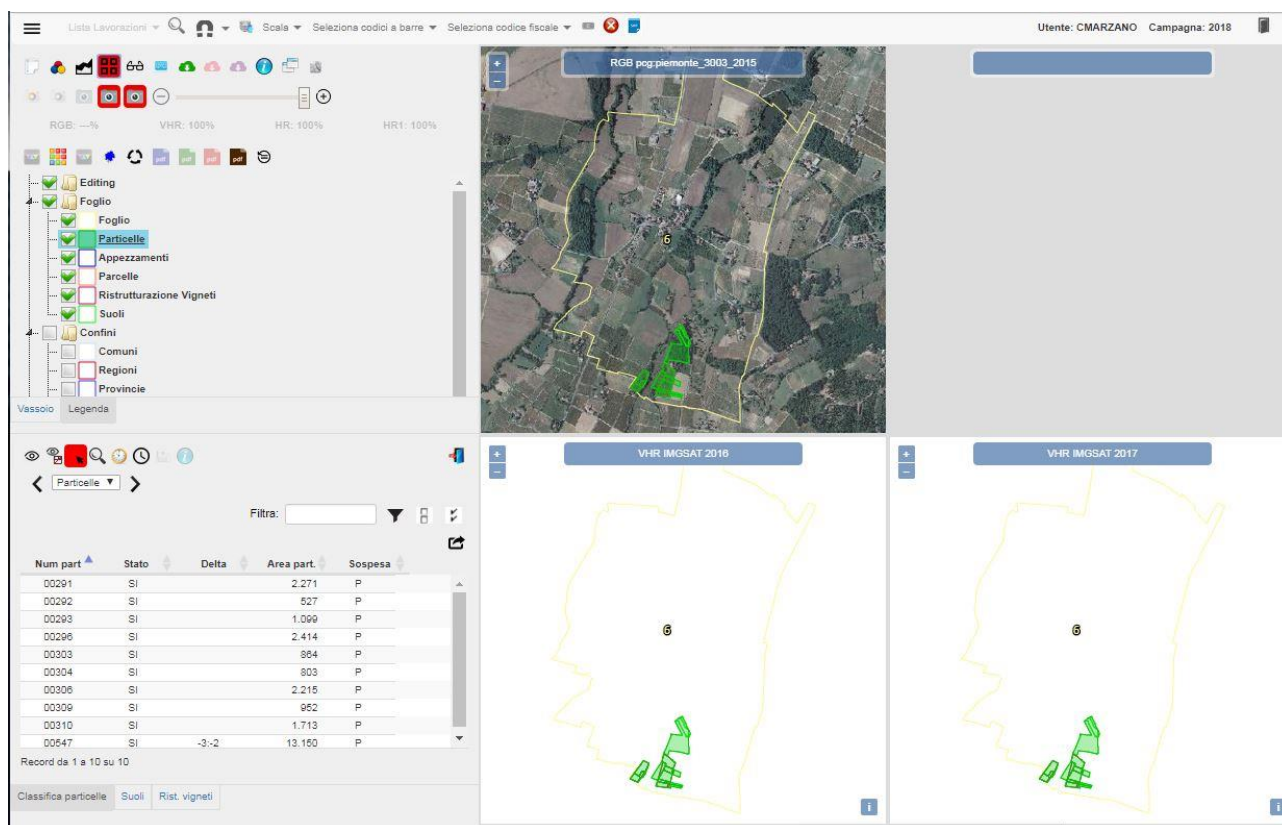 Lista Lavorazioni Scala Seleziona codici a barre Seleziona codice fiscale Utente: CMARZANO Campagna: 2018
RGB: ---% VHR: 100% HR: 100% HR1: 100%
pdf pdf pdf pdf
Editing
Foglio
Foglio
Particelle
Appezzamenti
Parcelle
Ristrutturazione Vigneti
Suoli
Confini
Comuni
Regioni
Provincie
Vassoio Legenda
RGB pcg:piemonte_3003_2015
6
Particelle
Filtra:
Num part Stato Delta Area part. Sospesa
00291 SI 2.271 P
00292 SI 527 P
00293 SI 1.099 P
00296 SI 2.414 P
00303 SI 864 P
00304 SI 803 P
00306 SI 2.215 P
00309 SI 952 P
00310 SI 1.713 P
00647 SI -3:-2 13.150 P
Record da 1 a 10 su 10
Classifica particelle Suoli Rist. vigneti
VHR IMGSAT 2016
6
VHR IMGSAT 2017
6